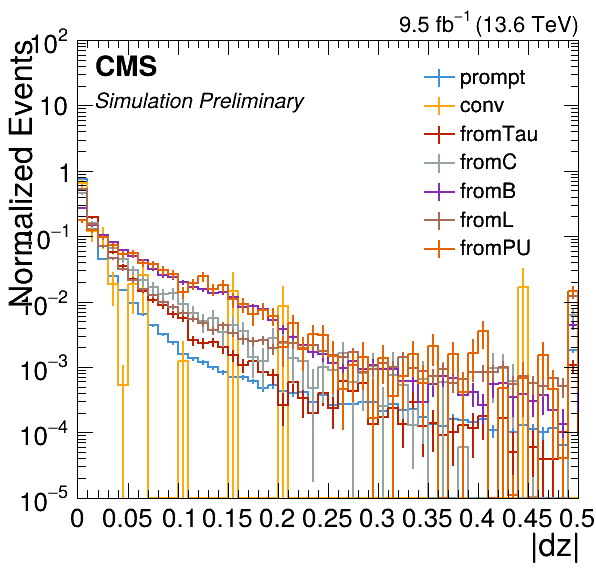 9.5 fb⁻¹ (13.6 TeV)
CMS
Simulation Preliminary
prompt
conv
fromTau
fromC
fromB
fromL
fromPU
Normalized Events
10²
10
1
10⁻¹
10⁻²
10⁻³
10⁻⁴
10⁻⁵
0 0.05 0.1 0.15 0.2 0.25 0.3 0.35 0.4 0.45 0.5
|dz|